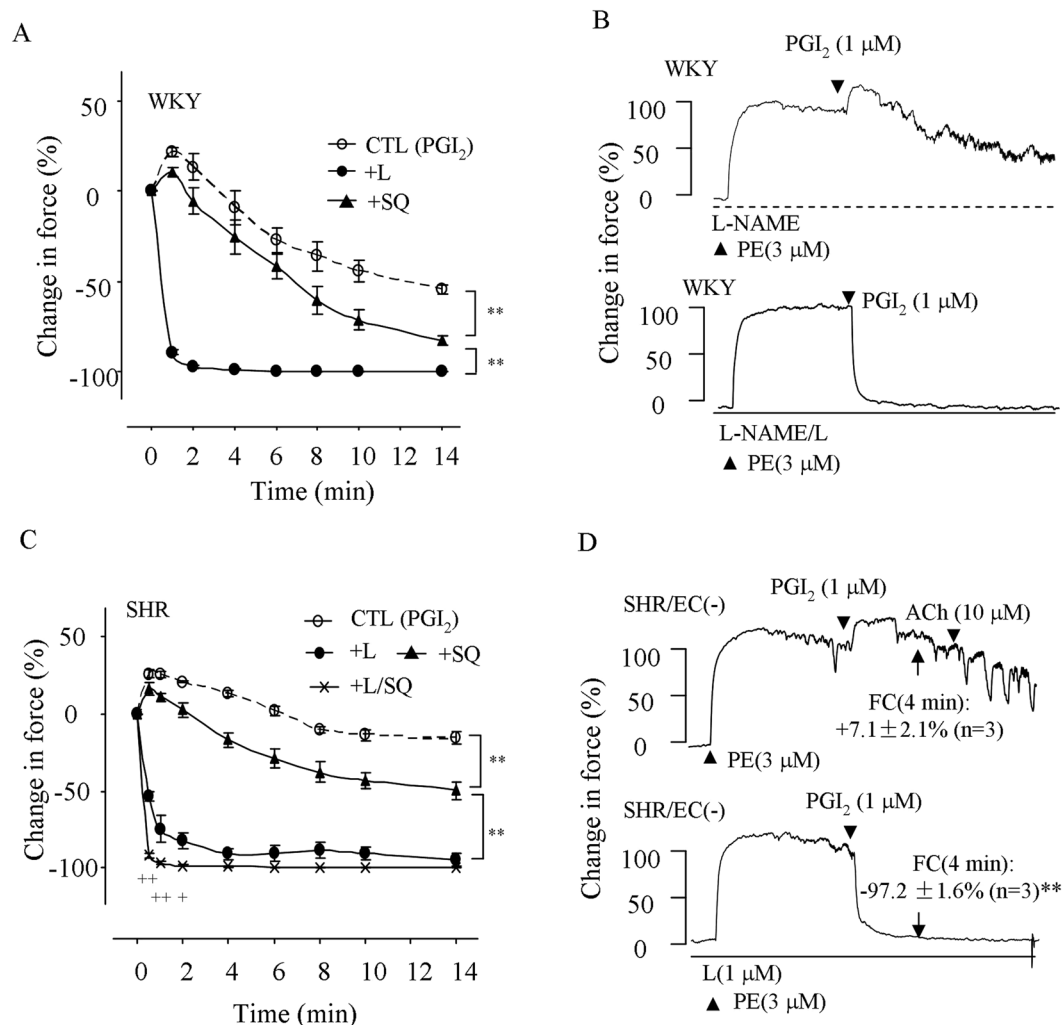 A
Change in force (%)
50
0
-50
-100
WKY
CTL (PGI₂)
+L
+SQ
**
**
0 2 4 6 8 10 12 14
Time (min)
B
Change in force (%)
PGI₂ (1 μM)
WKY
100
50
0
L-NAME
▲ PE(3 μM)
WKY
PGI₂ (1 μM)
100
50
0
L-NAME/L
▲ PE(3 μM)
C
Change in force (%)
SHR
50
0
-50
-100
CTL (PGI₂)
+L +SQ
+L/SQ
**
**
++
++ +
0 2 4 6 8 10 12 14
Time (min)
D
Change in force (%)
PGI₂ (1 μM)
SHR/EC(-)
ACh (10 μM)
100
50
0
FC(4 min):
+7.1±2.1% (n=3)
▲ PE(3 μM)
PGI₂ (1 μM)
SHR/EC(-)
100
50
0
FC(4 min):
-97.2 ±1.6% (n=3)**
L(1 μM)
▲ PE(3 μM)